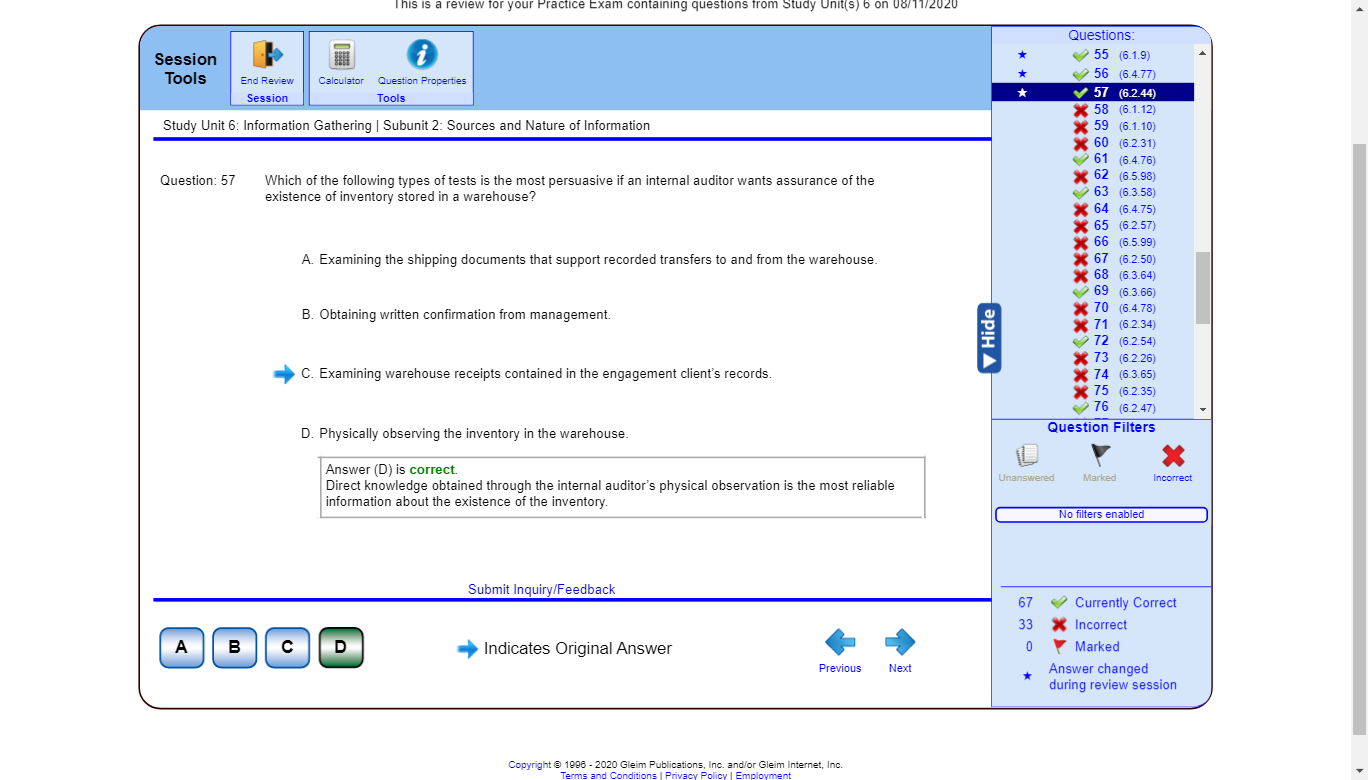 This is a review for your Practice Exam containing questions from Study Unit(s) 6 on 08/11/2020
Session
Tools
End Review
Session
Calculator
Question Properties
Tools
Study Unit 6: Information Gathering | Subunit 2: Sources and Nature of Information
Question: 57
Which of the following types of tests is the most persuasive if an internal auditor wants assurance of the
existence of inventory stored in a warehouse?
A. Examining the shipping documents that support recorded transfers to and from the warehouse.
B. Obtaining written confirmation from management.
C. Examining warehouse receipts contained in the engagement client's records.
D. Physically observing the inventory in the warehouse.
Answer (D) is correct.
Direct knowledge obtained through the internal auditor's physical observation is the most reliable
information about the existence of the inventory.
Submit Inquiry/Feedback
A B C D
Indicates Original Answer
Previous
Next
Hide
Questions:
55 (6.1.9)
56 (6.4.77)
57 (6.2.44)
58 (6.1.12)
59 (6.1.10)
60 (6.2.31)
61 (6.4.76)
62 (6.5.98)
63 (6.3.58)
64 (6.4.75)
65 (6.2.57)
66 (6.5.99)
67 (6.2.50)
68 (6.3.64)
69 (6.3.66)
70 (6.4.78)
71 (6.2.34)
72 (6.2.54)
73 (6.2.26)
74 (6.3.65)
75 (6.2.35)
76 (6.2.47)
Question Filters
Unanswered
Marked
Incorrect
No filters enabled
67 Currently Correct
33 Incorrect
0 Marked
Answer changed
during review session
Copyright © 1996 - 2020 Gleim Publications, Inc. and/or Gleim Internet, Inc.
Terms and Conditions | Privacy Policy | Employment